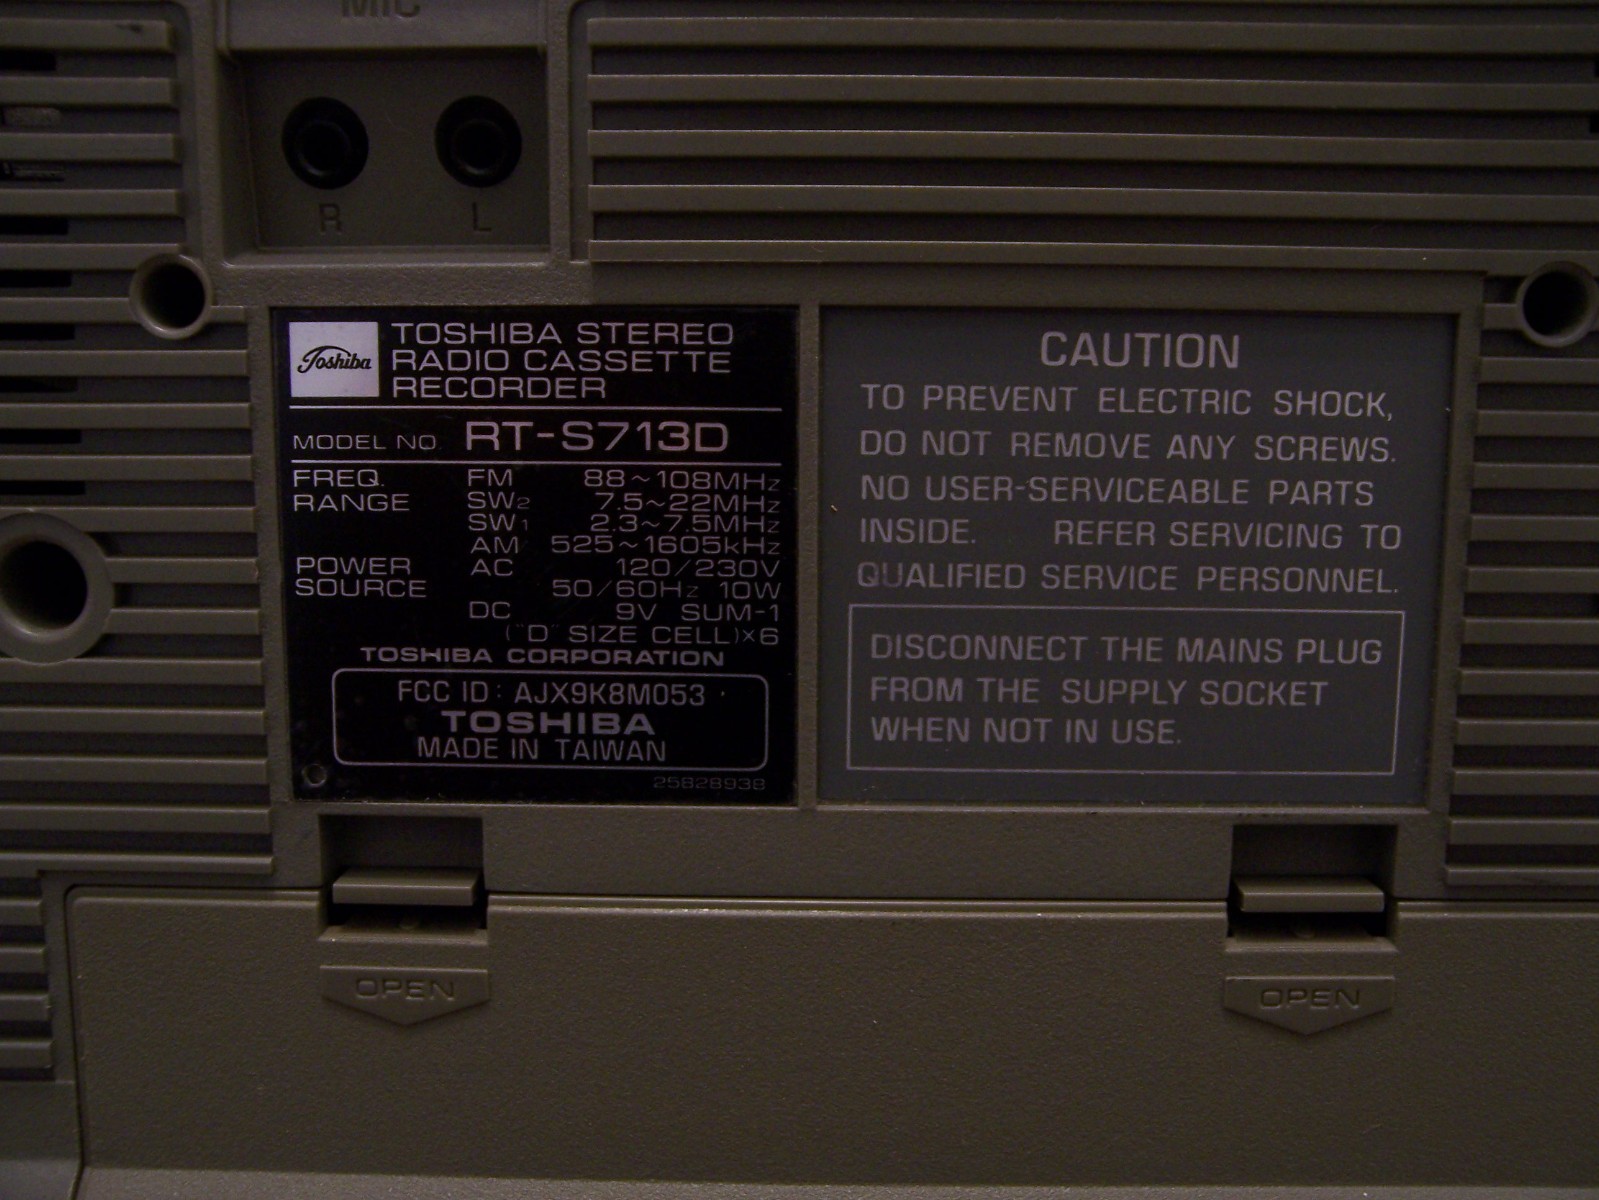 MIC
R L
Toshiba
TOSHIBA STEREO
RADIO CASSETTE
RECORDER
MODEL NO. RT-S713D
FREQ. FM 88~108MHz
RANGE SW2 7.5~22MHz
SW1 2.3~7.5MHz
AM 525~1605kHz
POWER AC 120/230V
SOURCE 50/60Hz 10W
DC 9V SUM-1
("D" SIZE CELL)×6
TOSHIBA CORPORATION
FCC ID: AJX9K8M053
TOSHIBA
MADE IN TAIWAN
25828938
CAUTION
TO PREVENT ELECTRIC SHOCK,
DO NOT REMOVE ANY SCREWS.
NO USER-SERVICEABLE PARTS
INSIDE. REFER SERVICING TO
QUALIFIED SERVICE PERSONNEL.
DISCONNECT THE MAINS PLUG
FROM THE SUPPLY SOCKET
WHEN NOT IN USE.
OPEN OPEN